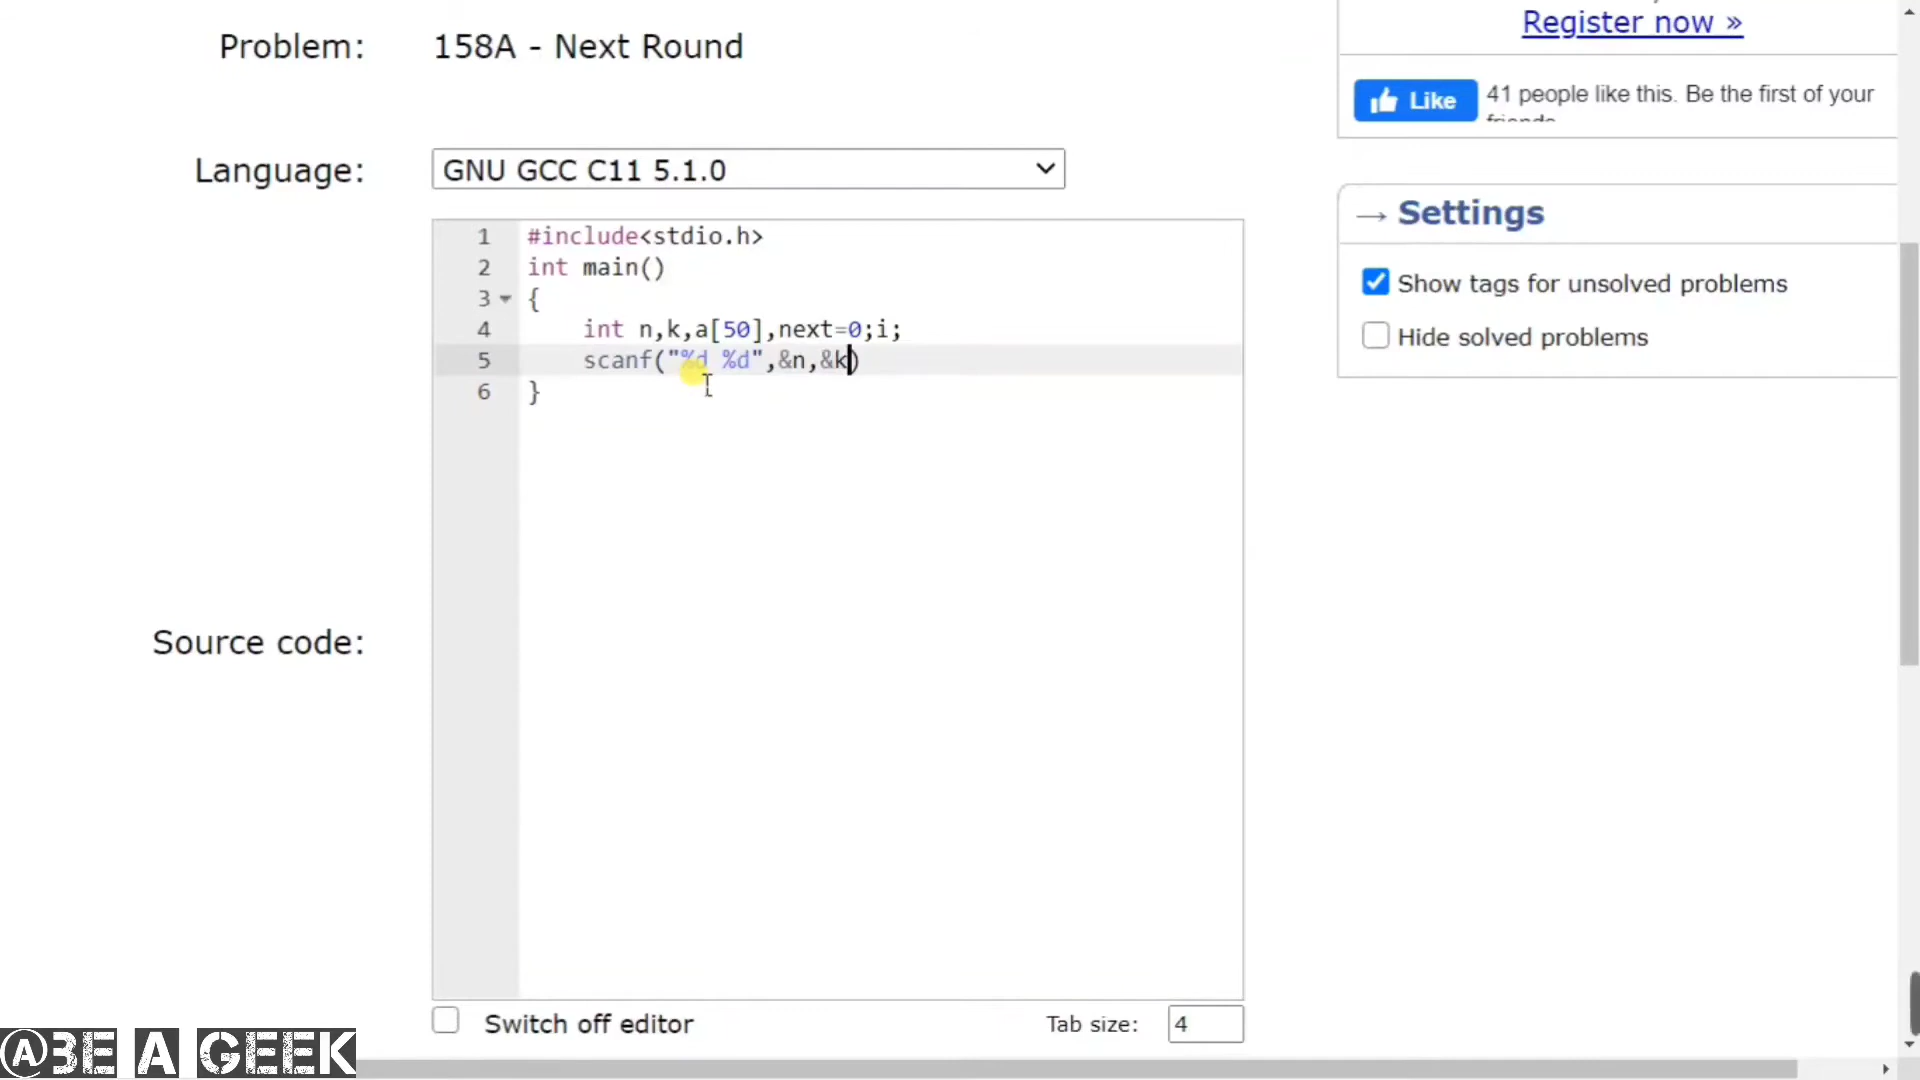 Problem: 158A - Next Round
Register now »
Like 41 people like this. Be the first of your friends.
Language: GNU GCC C11 5.1.0
→ Settings
Show tags for unsolved problems
Hide solved problems
1 #include<stdio.h>
2 int main()
3 {
4 int n,k,a[50],next=0;i;
5 scanf("%d %d",&n,&k)
6 }
Source code:
Switch off editor Tab size: 4
@BE A GEEK